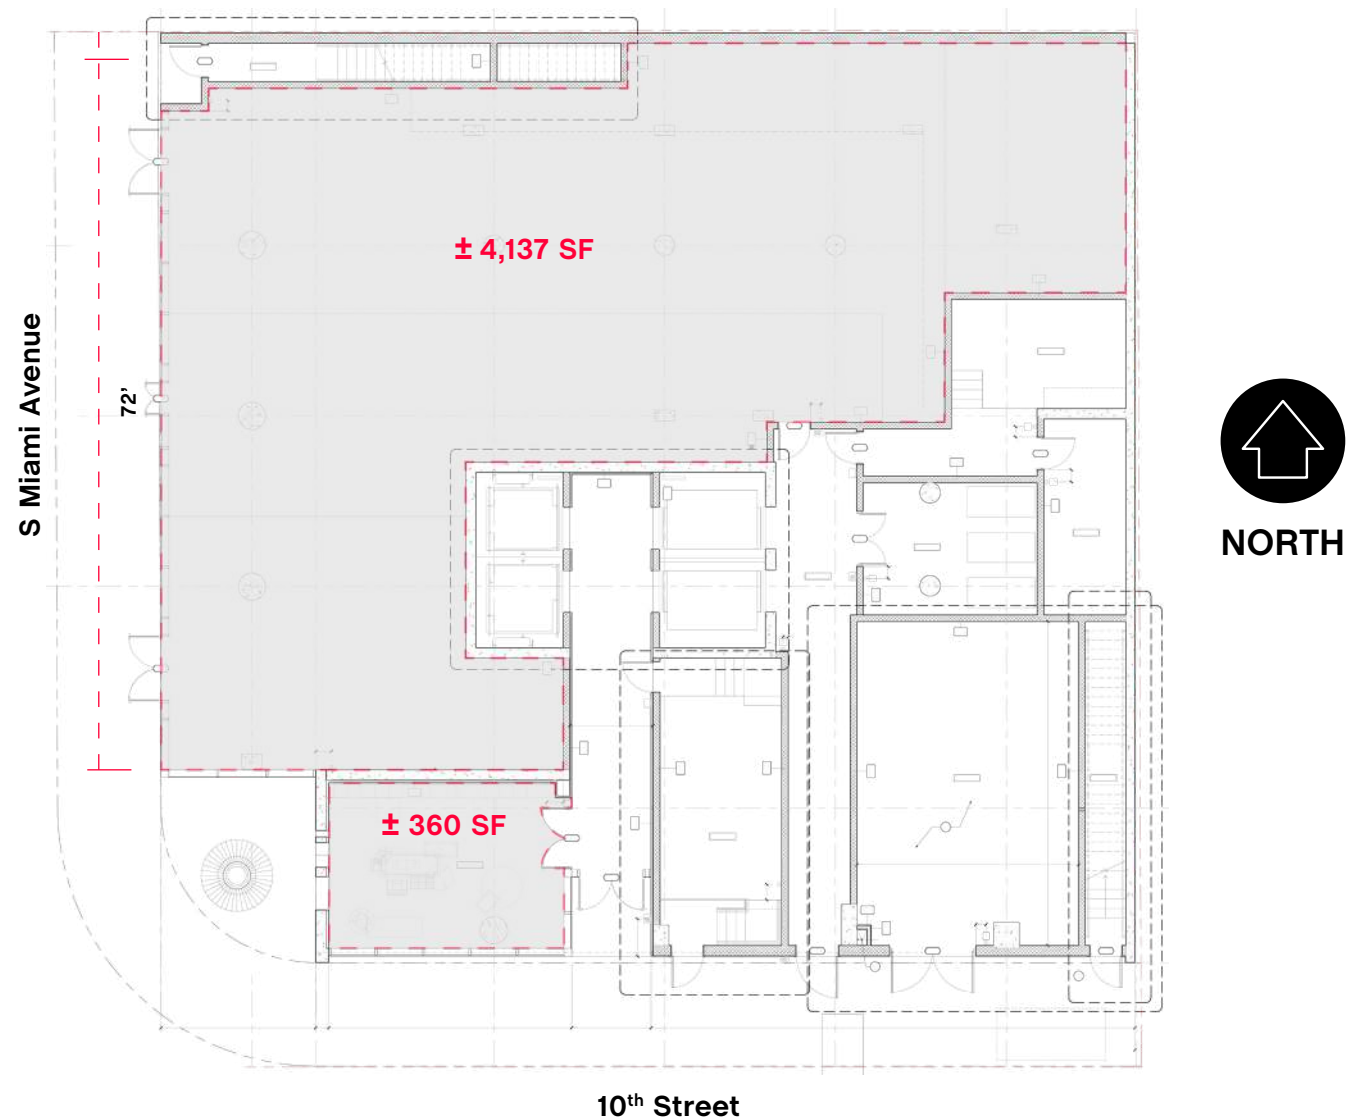 ± 4,137 SF
S Miami Avenue
72'
NORTH
± 360 SF
10th Street